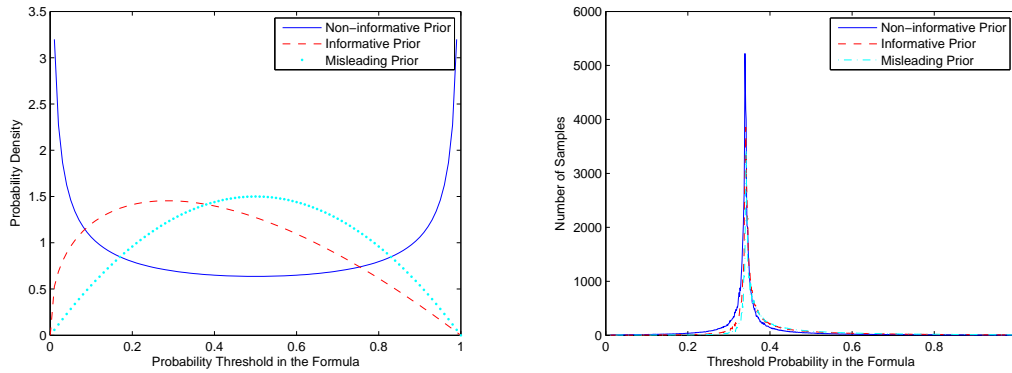 3.5
3
2.5
2
1.5
1
0.5
0
0
0.2
0.4
0.6
0.8
1
Probability Density
Probability Threshold in the Formula
Non−informative Prior
Informative Prior
Misleading Prior
6000
5000
4000
3000
2000
1000
0
0
0.2
0.4
0.6
0.8
Number of Samples
Threshold Probability in the Formula
Non−informative Prior
Informative Prior
Misleading Prior